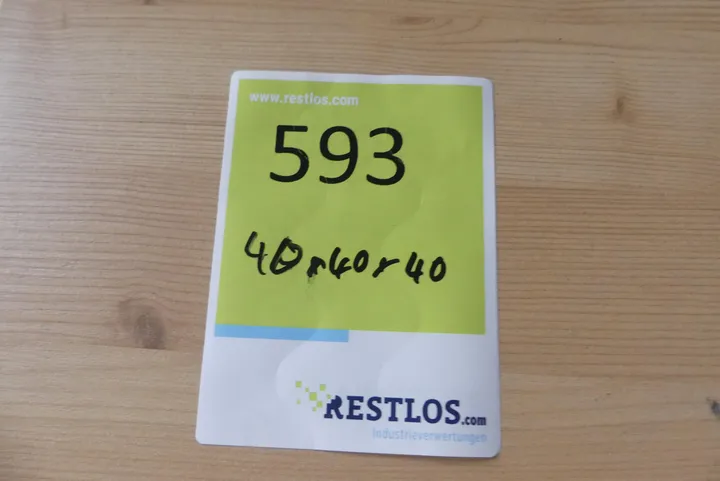 www.restlos.com
593
40x40x40
RESTLOS.com
Industrieverwertungen